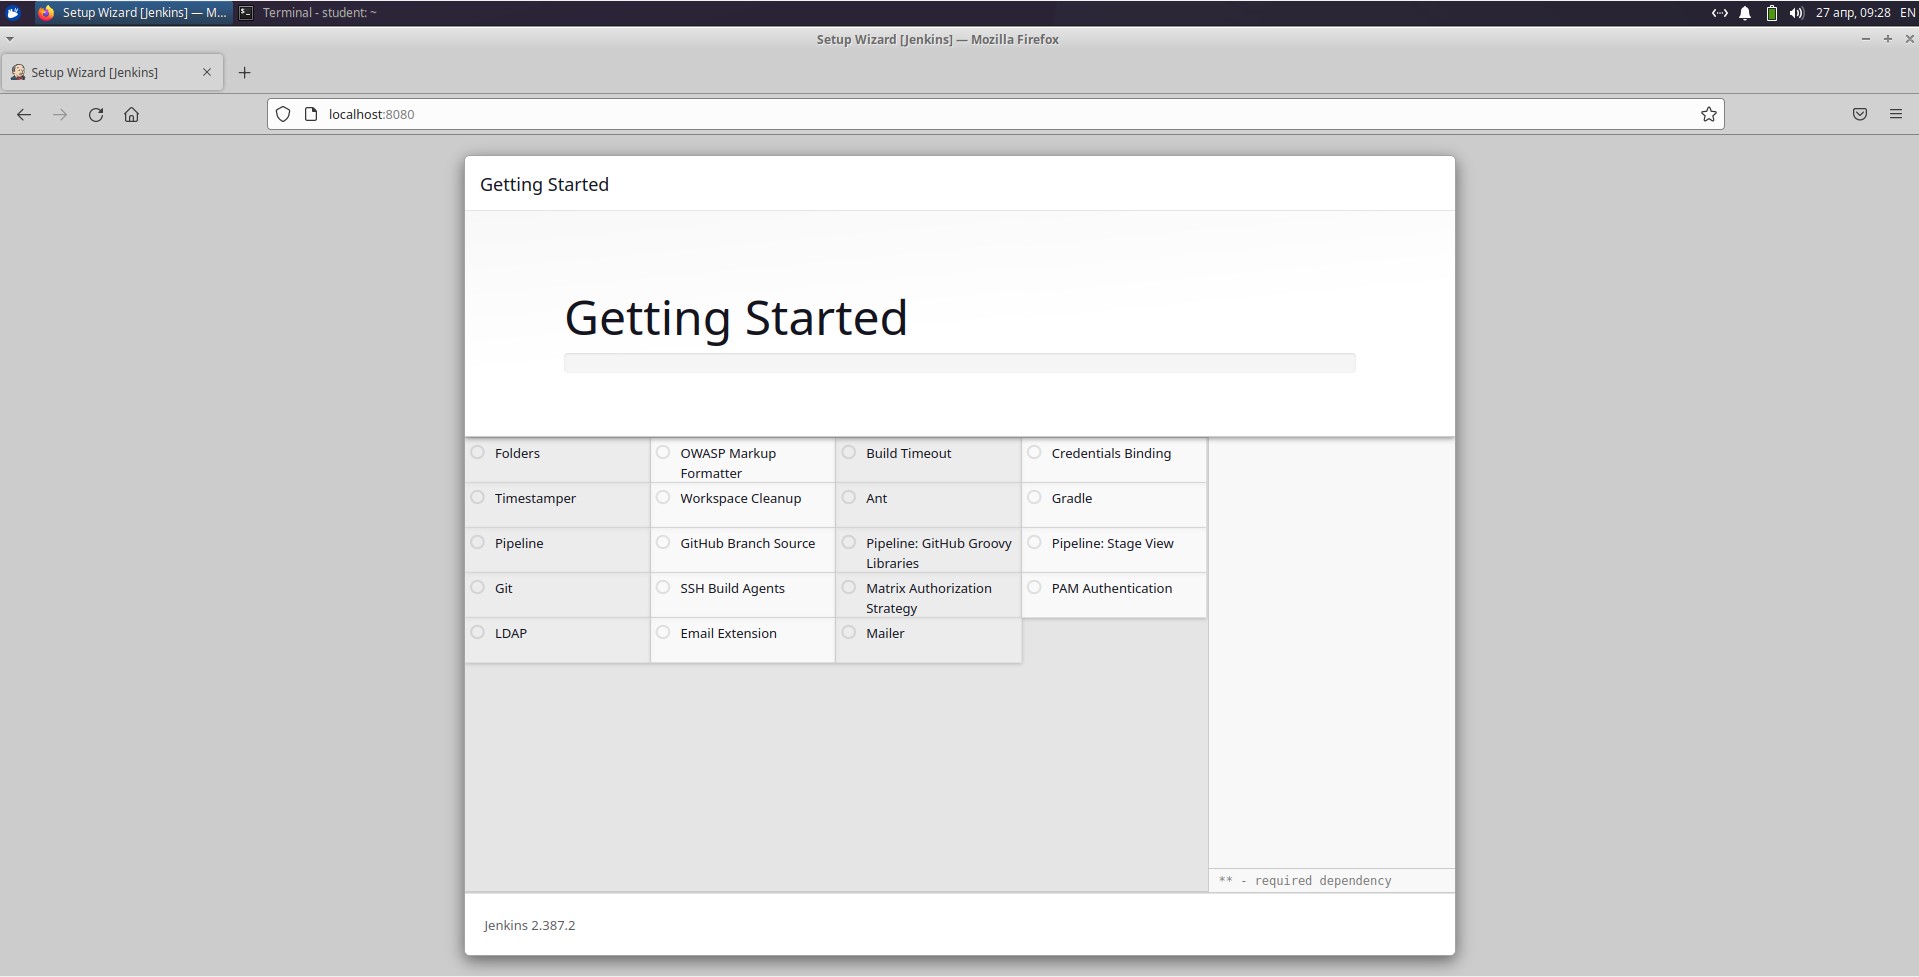 Setup Wizard [Jenkins] — M...
Terminal - student: ~
27 апр, 09:28
EN
Setup Wizard [Jenkins] — Mozilla Firefox
Setup Wizard [Jenkins]
localhost:8080
Getting Started
Getting Started
Folders
OWASP Markup
Formatter
Build Timeout
Credentials Binding
Timestamper
Workspace Cleanup
Ant
Gradle
Pipeline
GitHub Branch Source
Pipeline: GitHub Groovy
Libraries
Pipeline: Stage View
Git
SSH Build Agents
Matrix Authorization
Strategy
PAM Authentication
LDAP
Email Extension
Mailer
** - required dependency
Jenkins 2.387.2